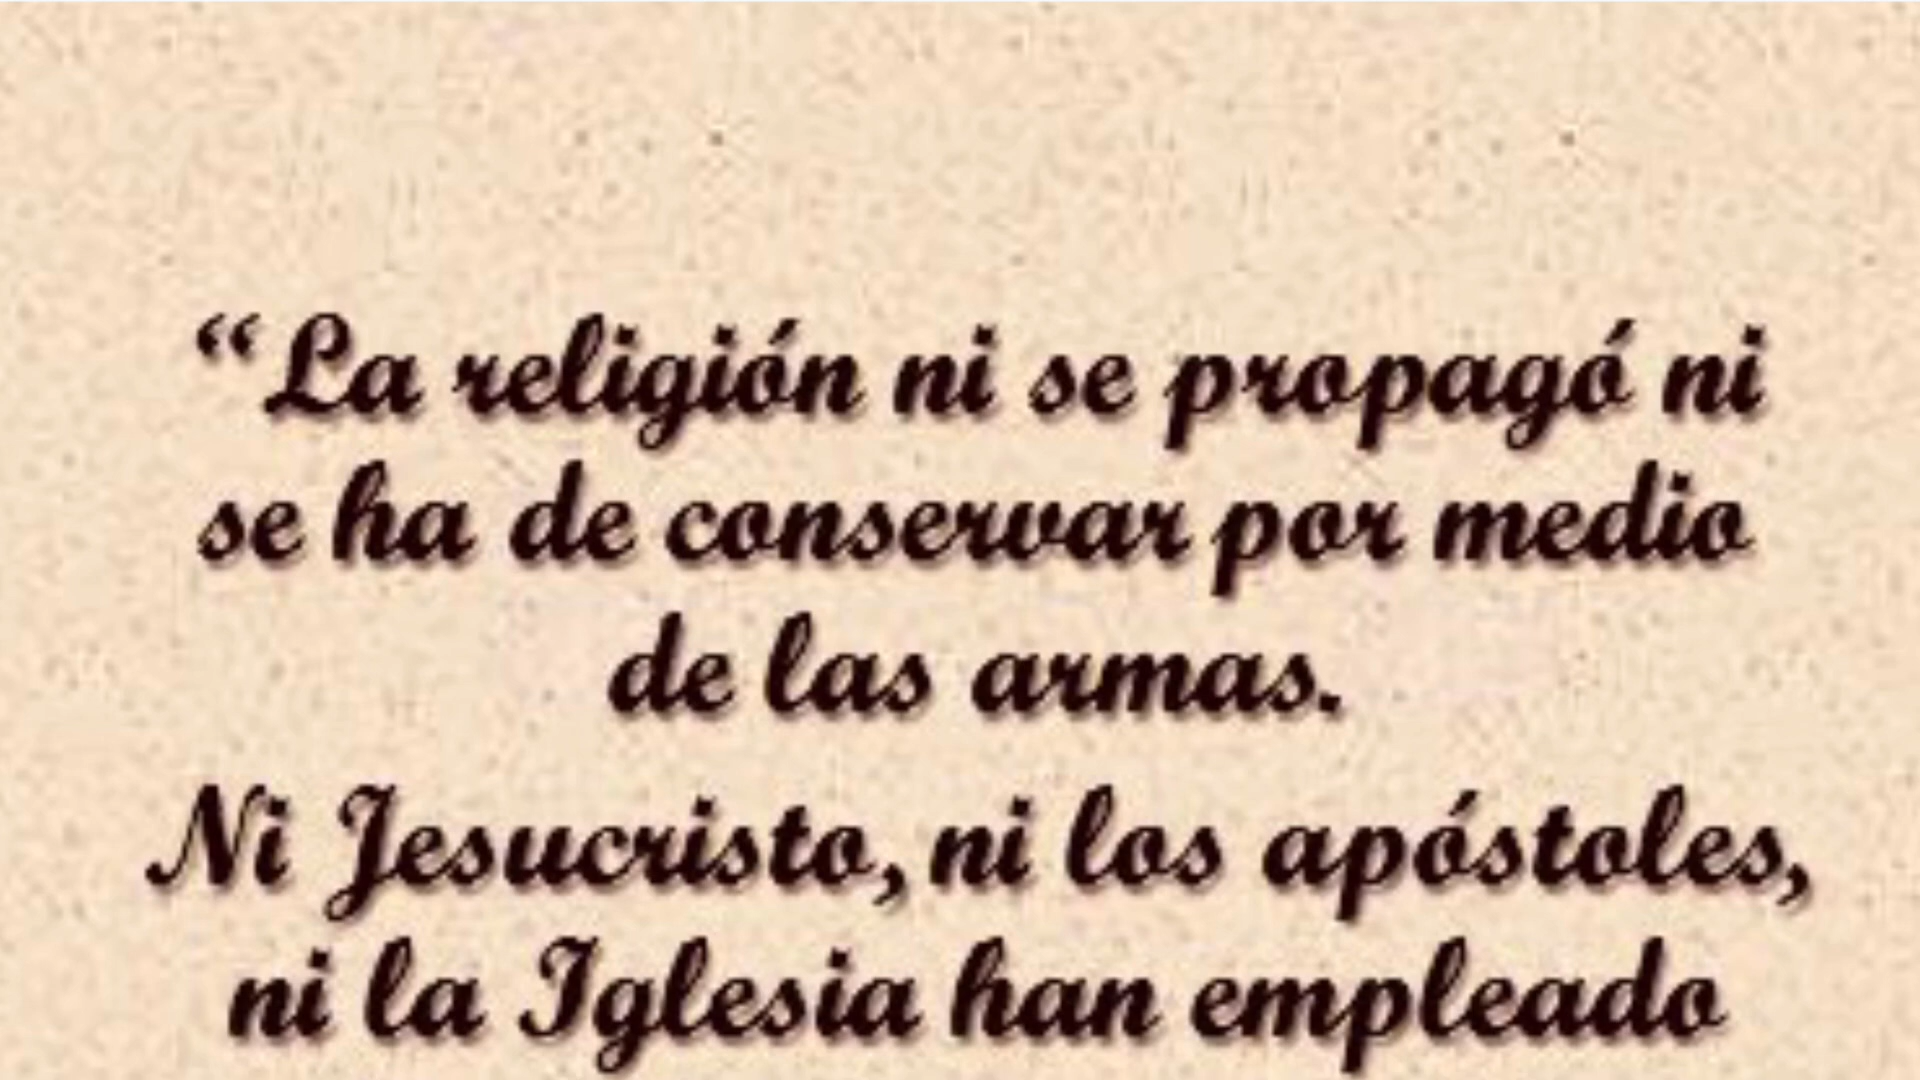 “La religión ni se propagó ni
se ha de conservar por medio
de las armas.
Ni Jesucristo, ni los apóstoles,
ni la Iglesia han empleado